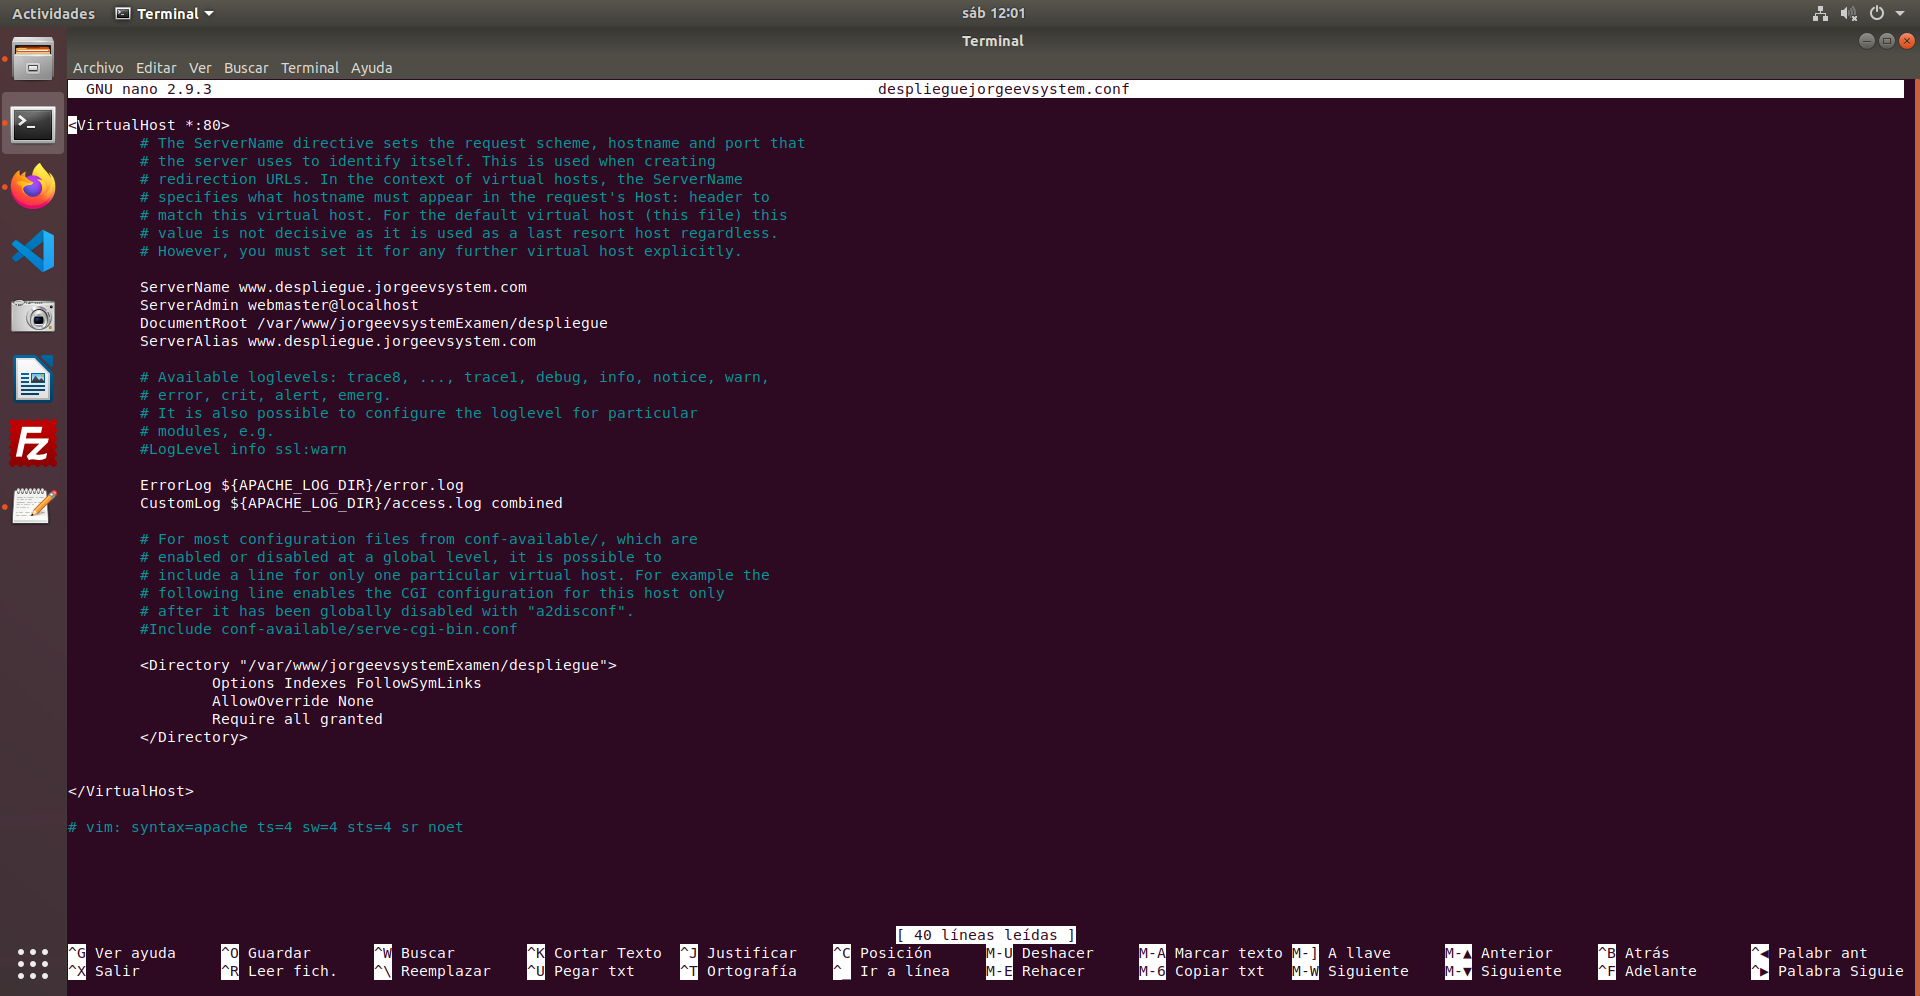 Actividades Terminal sáb 12:01
Terminal
Archivo Editar Ver Buscar Terminal Ayuda
GNU nano 2.9.3 desplieguejorgeevsystem.conf
<VirtualHost *:80>
# The ServerName directive sets the request scheme, hostname and port that
# the server uses to identify itself. This is used when creating
# redirection URLs. In the context of virtual hosts, the ServerName
# specifies what hostname must appear in the request's Host: header to
# match this virtual host. For the default virtual host (this file) this
# value is not decisive as it is used as a last resort host regardless.
# However, you must set it for any further virtual host explicitly.
ServerName www.despliegue.jorgeevsystem.com
ServerAdmin webmaster@localhost
DocumentRoot /var/www/jorgeevsystemExamen/despliegue
ServerAlias www.despliegue.jorgeevsystem.com
# Available loglevels: trace8, ..., trace1, debug, info, notice, warn,
# error, crit, alert, emerg.
# It is also possible to configure the loglevel for particular
# modules, e.g.
#LogLevel info ssl:warn
ErrorLog ${APACHE_LOG_DIR}/error.log
CustomLog ${APACHE_LOG_DIR}/access.log combined
# For most configuration files from conf-available/, which are
# enabled or disabled at a global level, it is possible to
# include a line for only one particular virtual host. For example the
# following line enables the CGI configuration for this host only
# after it has been globally disabled with "a2disconf".
#Include conf-available/serve-cgi-bin.conf
<Directory "/var/www/jorgeevsystemExamen/despliegue">
Options Indexes FollowSymLinks
AllowOverride None
Require all granted
</Directory>
</VirtualHost>
# vim: syntax=apache ts=4 sw=4 sts=4 sr noet
[ 40 líneas leídas ]
^G Ver ayuda ^O Guardar ^W Buscar ^K Cortar Texto ^J Justificar ^C Posición M-U Deshacer M-A Marcar texto M-] A llave M-▲ Anterior ^B Atrás ^◀ Palabr ant
^X Salir ^R Leer fich. ^\ Reemplazar ^U Pegar txt ^T Ortografía ^_ Ir a línea M-E Rehacer M-6 Copiar txt M-W Siguiente M-▼ Siguiente ^F Adelante ^▶ Palabra Siguie
Fz